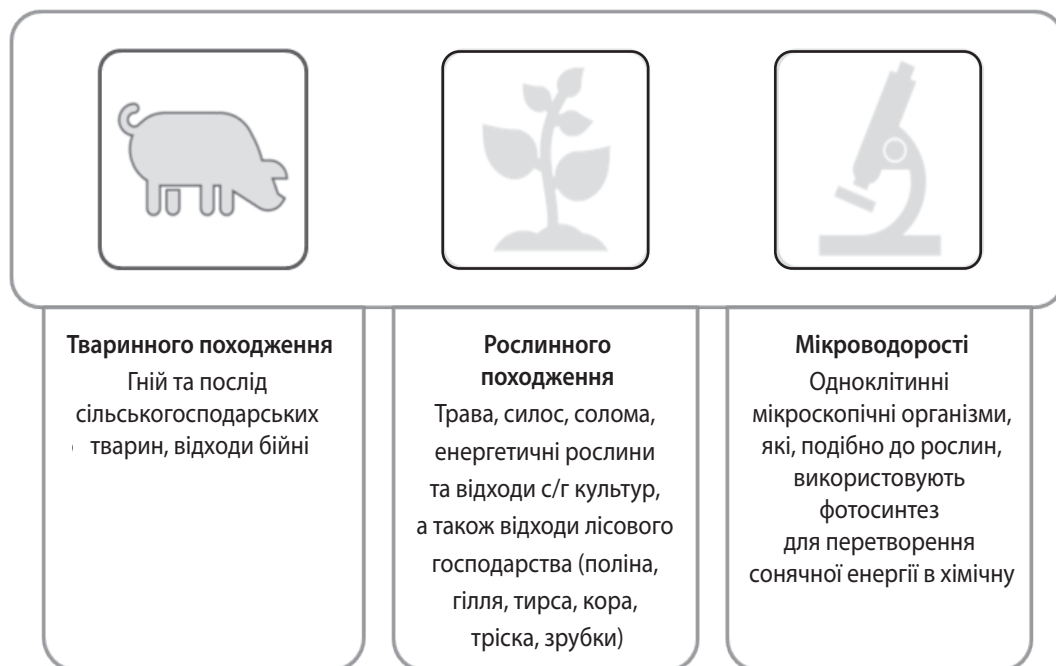 Тваринного походження
Гній та послід
сільськогосподарських
тварин, відходи бійні
Рослинного
походження
Трава, силос, солома,
енергетичні рослини
та відходи с/г культур,
а також відходи лісового
господарства (поліна,
гілля, тирса, кора,
тріска, зрубки)
Мікроводорості
Одноклітинні
мікроскопічні організми,
які, подібно до рослин,
використовують
фотосинтез
для перетворення
сонячної енергії в хімічну